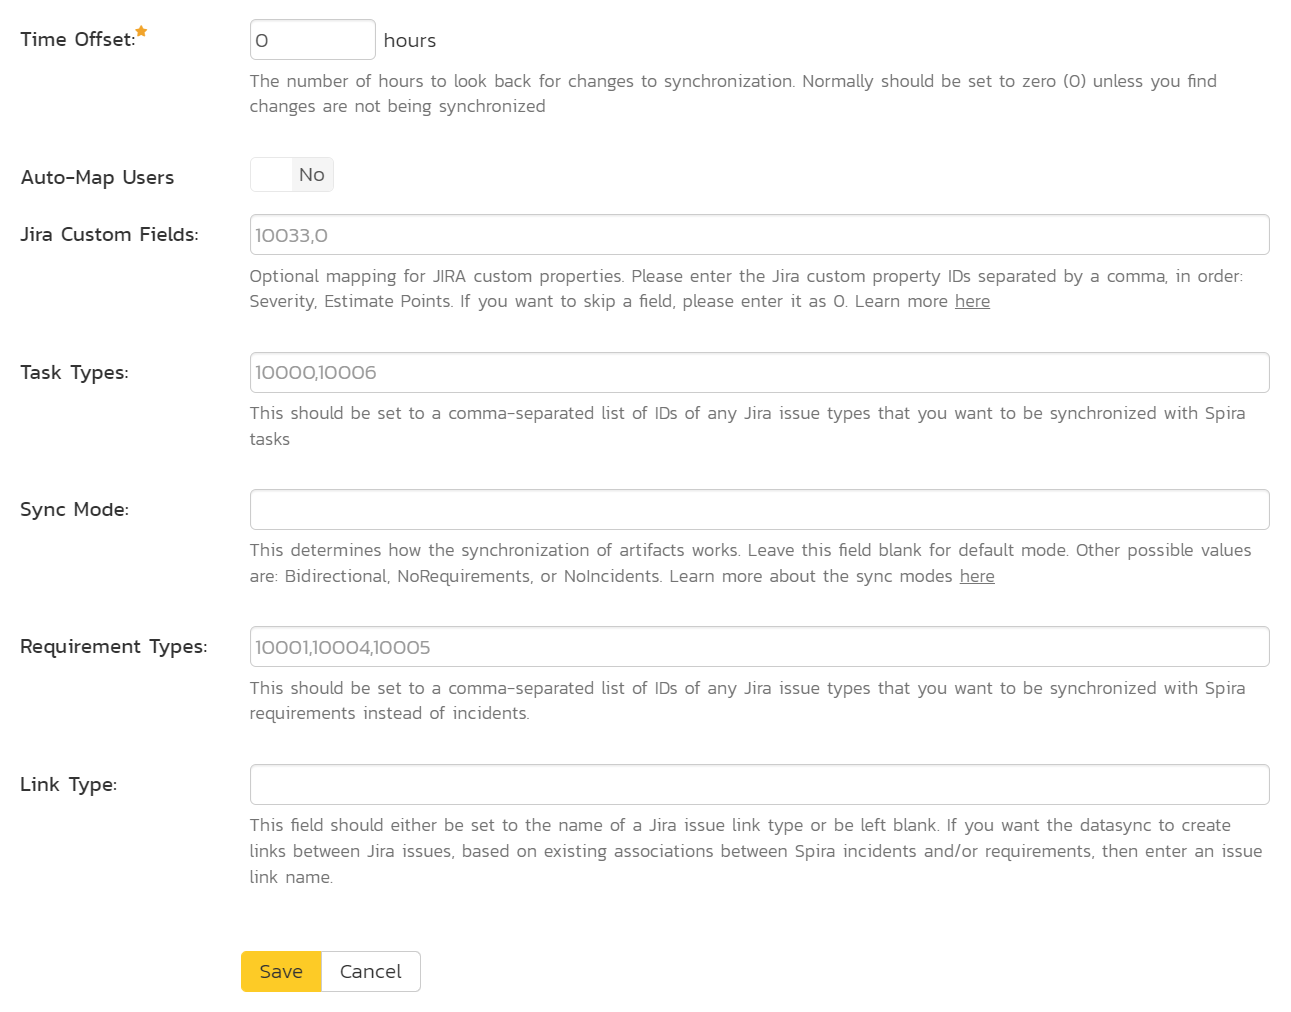 Time Offset:
0 hours
The number of hours to look back for changes to synchronization. Normally should be set to zero (0) unless you find
changes are not being synchronized
Auto-Map Users
No
Jira Custom Fields:
10033,0
Optional mapping for JIRA custom properties. Please enter the Jira custom property IDs separated by a comma, in order:
Severity, Estimate Points. If you want to skip a field, please enter it as 0. Learn more here
Task Types:
10000,10006
This should be set to a comma-separated list of IDs of any Jira issue types that you want to be synchronized with Spira
tasks
Sync Mode:
This determines how the synchronization of artifacts works. Leave this field blank for default mode. Other possible values
are: Bidirectional, NoRequirements, or NoIncidents. Learn more about the sync modes here
Requirement Types:
10001,10004,10005
This should be set to a comma-separated list of IDs of any Jira issue types that you want to be synchronized with Spira
requirements instead of incidents.
Link Type:
This field should either be set to the name of a Jira issue link type or be left blank. If you want the datasync to create
links between Jira issues, based on existing associations between Spira incidents and/or requirements, then enter an issue
link name.
Save Cancel